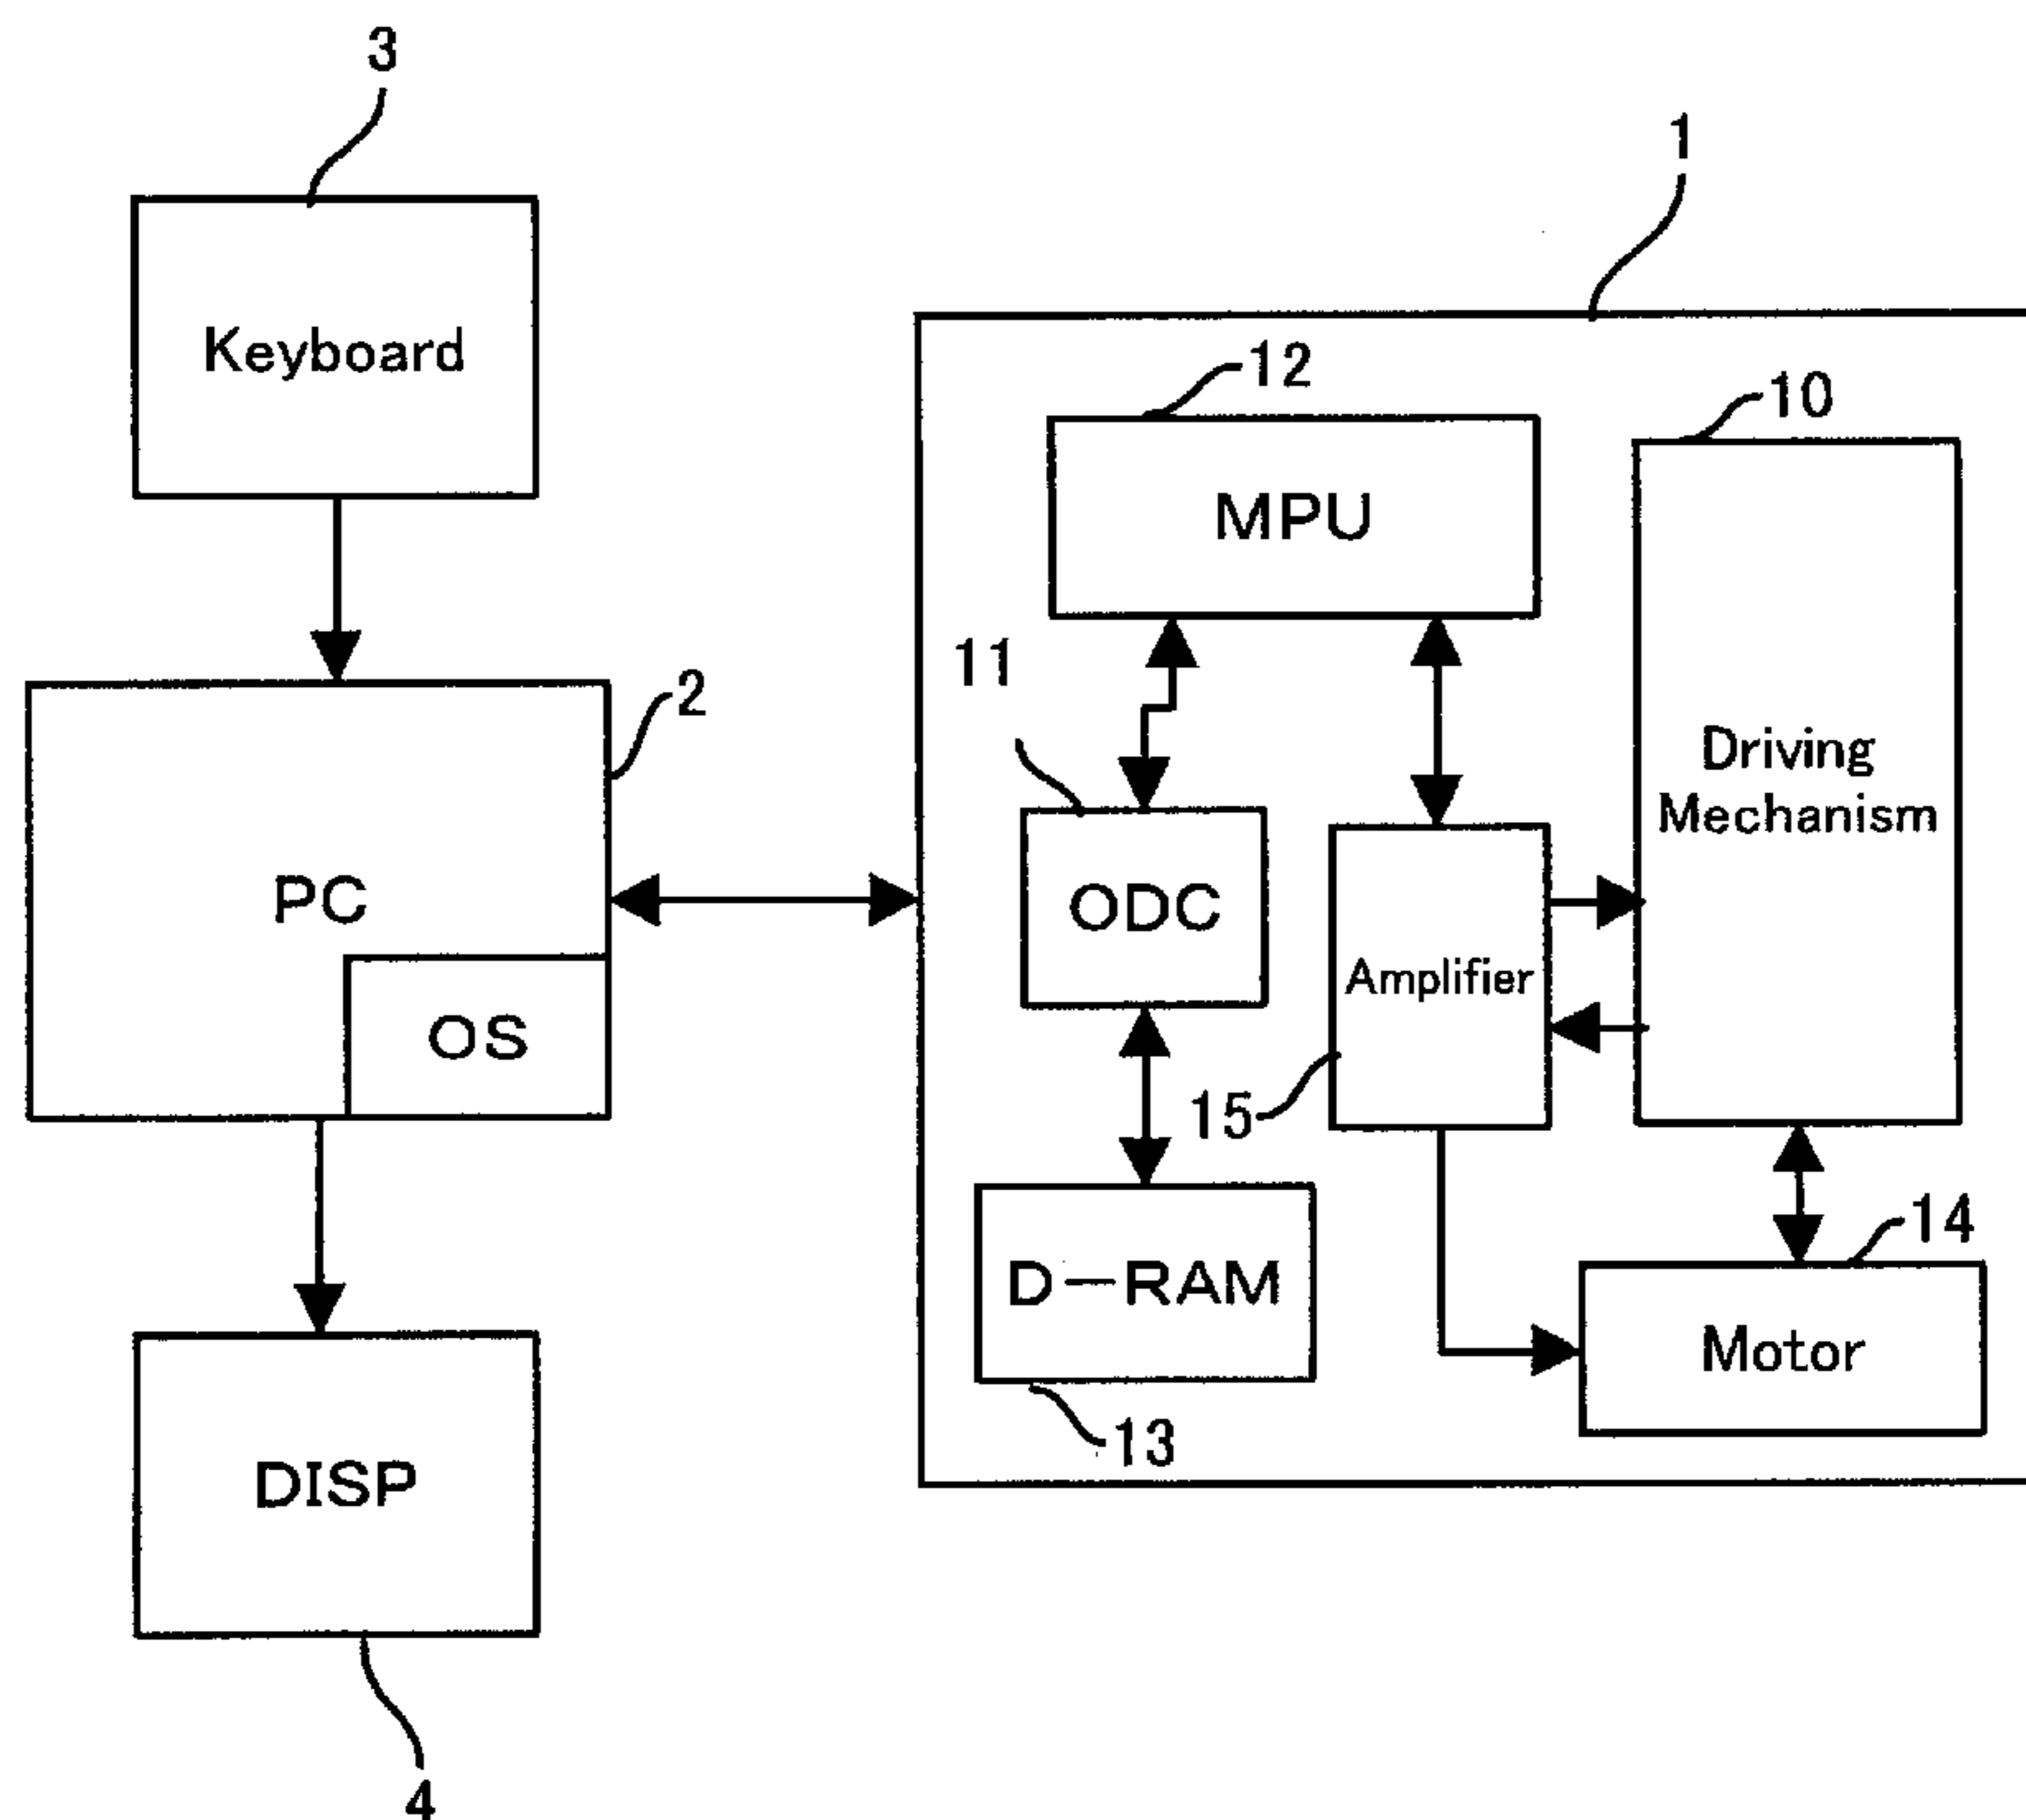 3
Keyboard
2
PC
OS
DISP
4
1
12
MPU
10
Driving
Mechanism
11
ODC
Amplifier
15
D-RAM
13
14
Motor